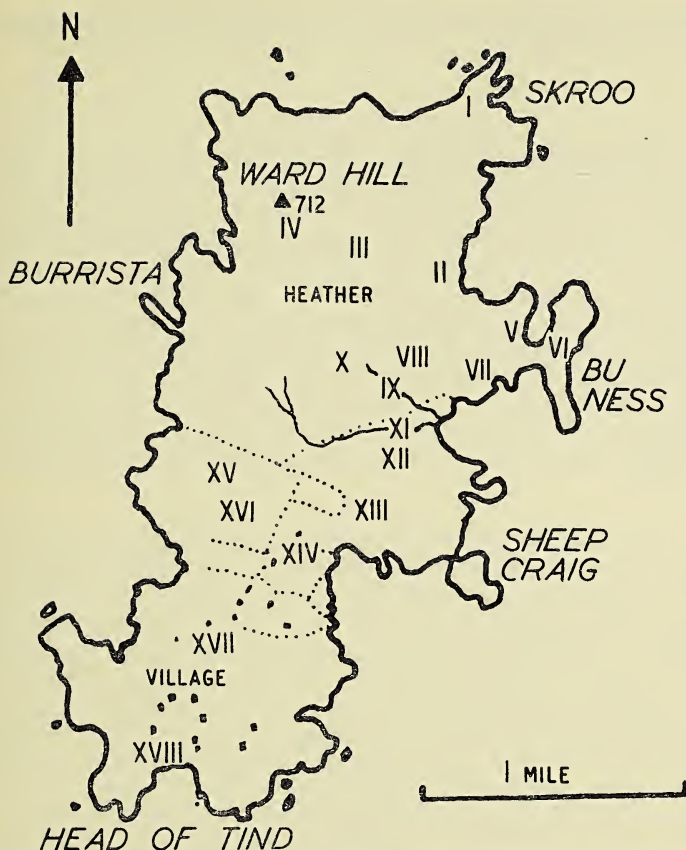 N
I
SKROO
WARD HILL
▲ 712
IV
III
II
BURRISTA
HEATHER
V
VI
X
VIII
VII
IX
BU
NESS
XI
XII
XV
XVI
XIII
XIV
SHEEP
CRAIG
XVII
VILLAGE
XVIII
1 MILE
HEAD OF TIND